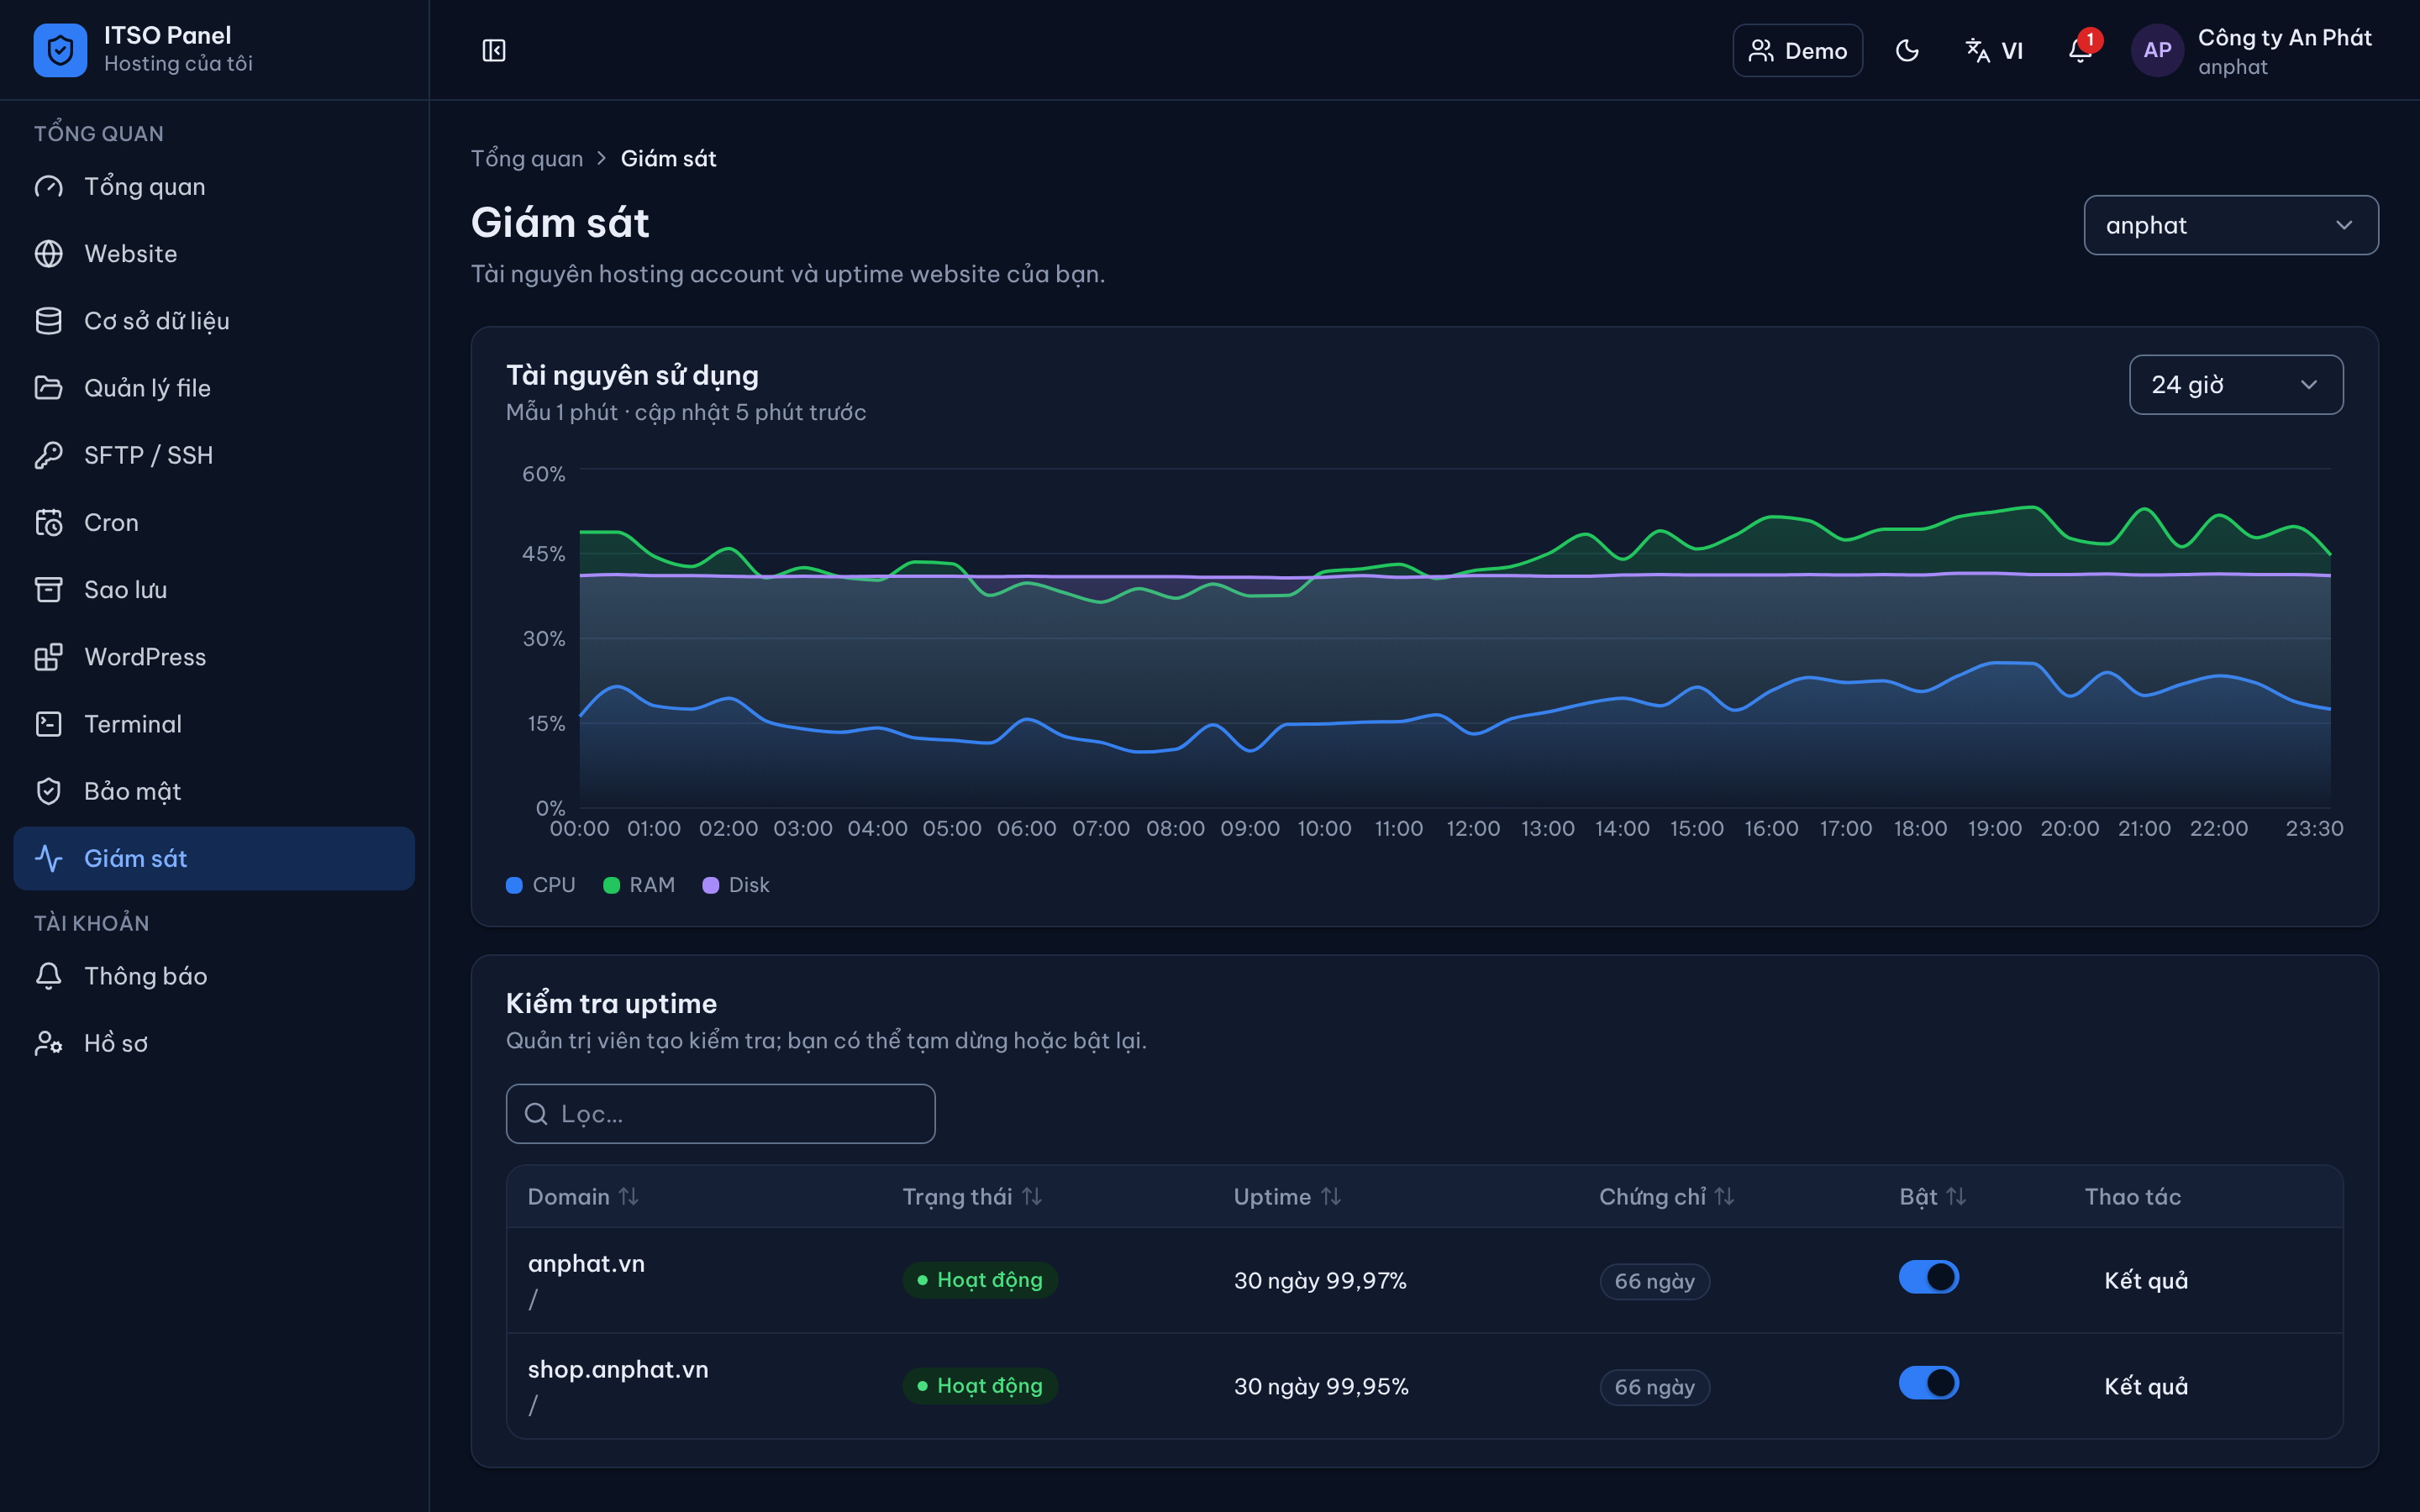 ITSO Panel
Hosting của tôi
TỔNG QUAN
Tổng quan
Website
Cơ sở dữ liệu
Quản lý file
SFTP / SSH
Cron
Sao lưu
WordPress
Terminal
Bảo mật
Giám sát
TÀI KHOẢN
Thông báo
Hồ sơ
Demo
VI
1
AP
Công ty An Phát
anphat
Tổng quan > Giám sát
Giám sát
Tài nguyên hosting account và uptime website của bạn.
anphat
Tài nguyên sử dụng
Mẫu 1 phút · cập nhật 5 phút trước
24 giờ
60%
45%
30%
15%
0%
00:00 01:00 02:00 03:00 04:00 05:00 06:00 07:00 08:00 09:00 10:00 11:00 12:00 13:00 14:00 15:00 16:00 17:00 18:00 19:00 20:00 21:00 22:00 23:30
CPU RAM Disk
Kiểm tra uptime
Quản trị viên tạo kiểm tra; bạn có thể tạm dừng hoặc bật lại.
Lọc...
Domain Trạng thái Uptime Chứng chỉ Bật Thao tác
anphat.vn
/
Hoạt động
30 ngày 99,97%
66 ngày
Kết quả
shop.anphat.vn
/
Hoạt động
30 ngày 99,95%
66 ngày
Kết quả